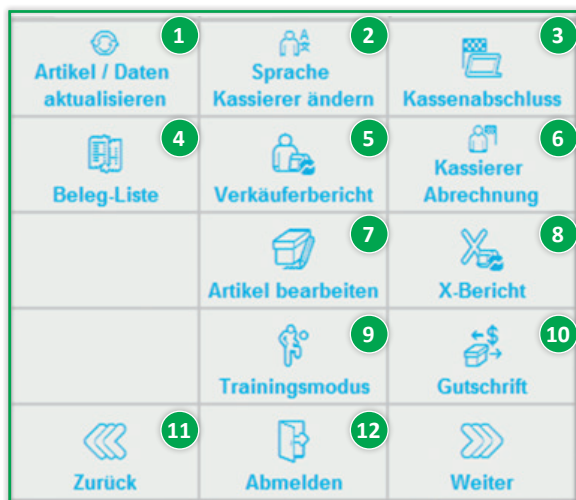 1
Artikel / Daten
aktualisieren
2
Sprache
Kassierer ändern
3
Kassenabschluss
4
Beleg-Liste
5
Verkäuferbericht
6
Kassierer
Abrechnung
7
Artikel bearbeiten
8
X-Bericht
9
Trainingsmodus
10
Gutschrift
11
Zurück
12
Abmelden
Weiter